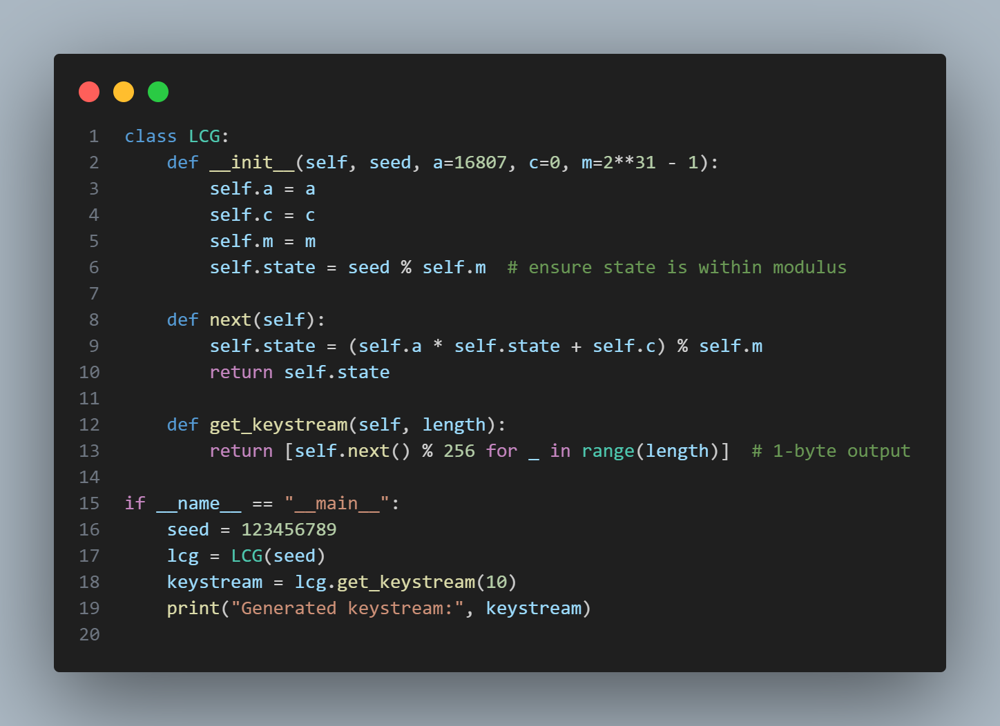 1 class LCG:
2     def __init__(self, seed, a=16807, c=0, m=2**31 - 1):
3         self.a = a
4         self.c = c
5         self.m = m
6         self.state = seed % self.m  # ensure state is within modulus
7
8     def next(self):
9         self.state = (self.a * self.state + self.c) % self.m
10         return self.state
11
12     def get_keystream(self, length):
13         return [self.next() % 256 for _ in range(length)]  # 1-byte output
14
15 if __name__ == "__main__":
16     seed = 123456789
17     lcg = LCG(seed)
18     keystream = lcg.get_keystream(10)
19     print("Generated keystream:", keystream)
20